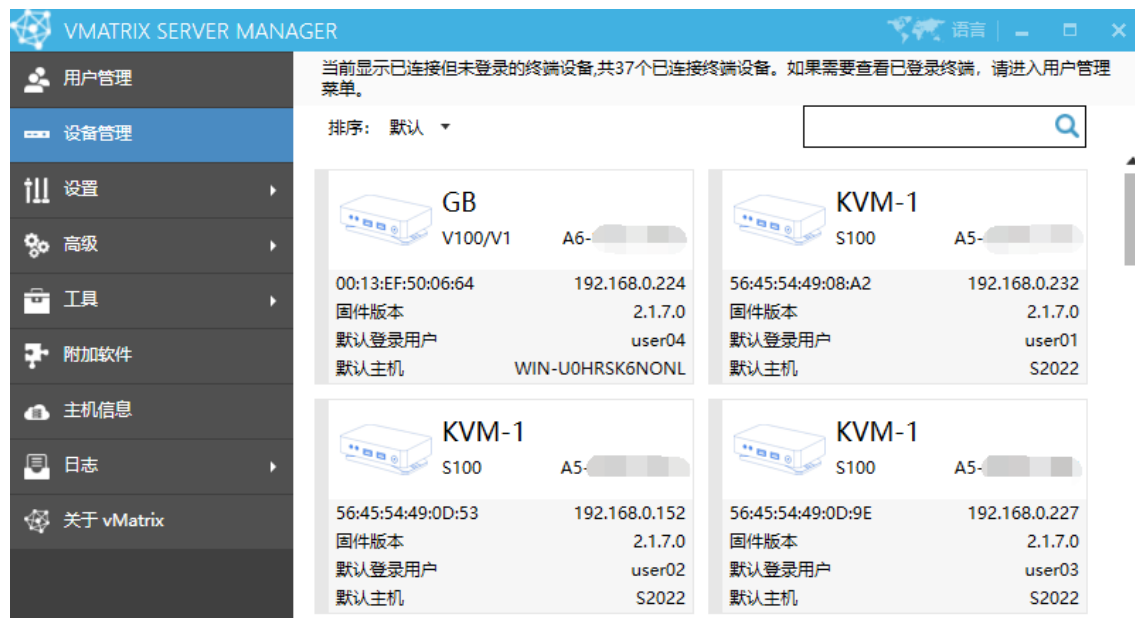 VMATRIX SERVER MANAGER
语言
用户管理
设备管理
设置
高级
工具
附加软件
主机信息
日志
关于 vMatrix
当前显示已连接但未登录的终端设备,共37个已连接终端设备。如果需要查看已登录终端，请进入用户管理
菜单。
排序： 默认
GB
V100/V1 A6-
00:13:EF:50:06:64 192.168.0.224
固件版本 2.1.7.0
默认登录用户 user04
默认主机 WIN-U0HRSK6NONL
KVM-1
S100 A5-
56:45:54:49:08:A2 192.168.0.232
固件版本 2.1.7.0
默认登录用户 user01
默认主机 S2022
KVM-1
S100 A5-
56:45:54:49:0D:53 192.168.0.152
固件版本 2.1.7.0
默认登录用户 user02
默认主机 S2022
KVM-1
S100 A5-
56:45:54:49:0D:9E 192.168.0.227
固件版本 2.1.7.0
默认登录用户 user03
默认主机 S2022